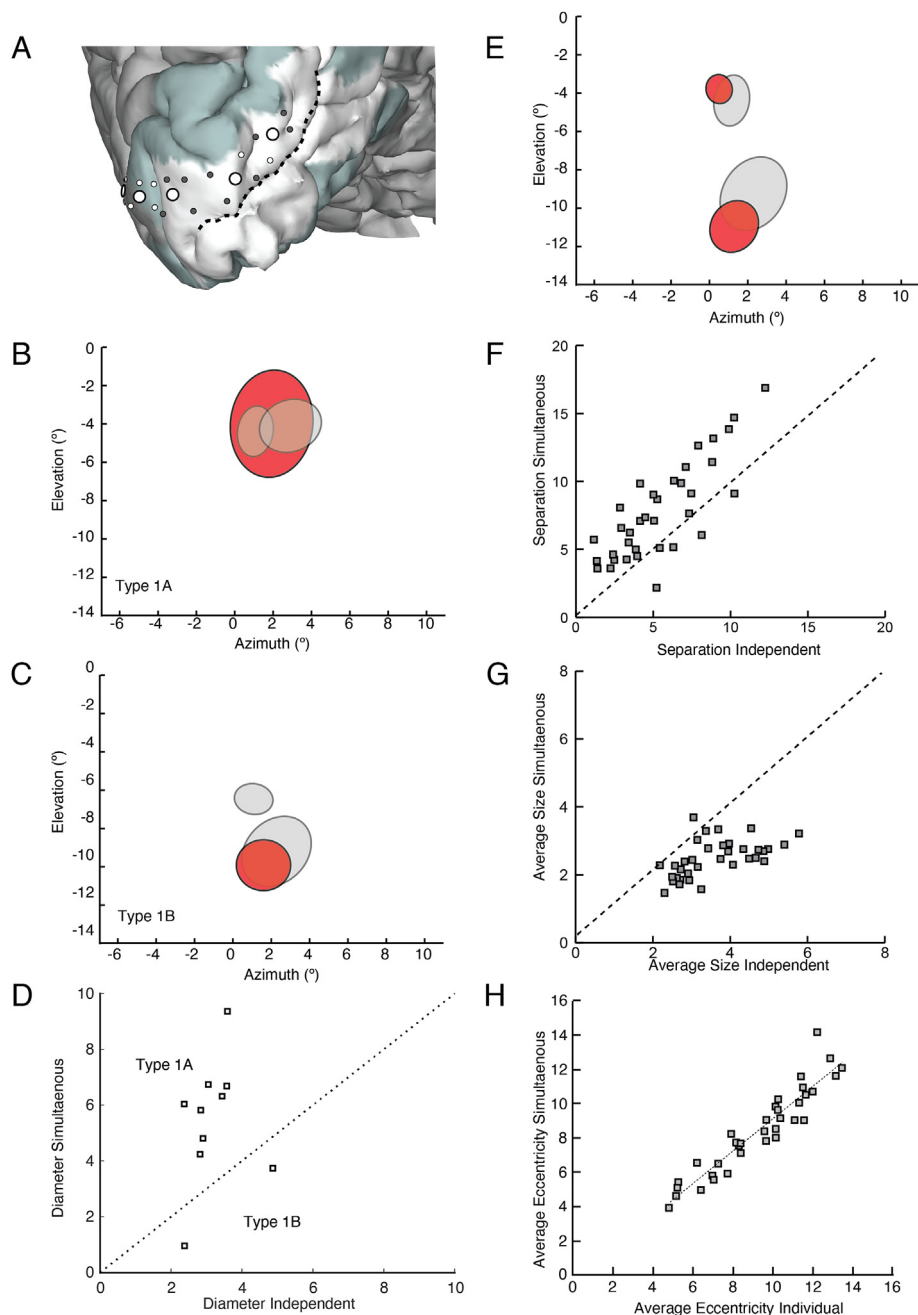 A
B
0
-2
-4
-6
-8
-10
-12
-14
Elevation (º)
Type 1A
-6 -4 -2 0 2 4 6 8 10
Azimuth (º)
C
0
-2
-4
-6
-8
-10
-12
-14
Elevation (º)
Type 1B
-6 -4 -2 0 2 4 6 8 10
Azimuth (º)
D
10
8
6
4
2
0
Diameter Simultaenous
Type 1A
Type 1B
0 2 4 6 8 10
Diameter Independent
E
-2
-4
-6
-8
-10
-12
-14
Elevation (º)
-6 -4 -2 0 2 4 6 8 10
Azimuth (º)
F
20
15
10
5
0
Separation Simultaneous
0 5 10 15 20
Separation Independent
G
8
6
4
2
0
Average Size Simultaenous
0 2 4 6 8
Average Size Independent
H
16
14
12
10
8
6
4
2
0
Average Eccentricity Simultaneous
0 2 4 6 8 10 12 14 16
Average Eccentricity Individual